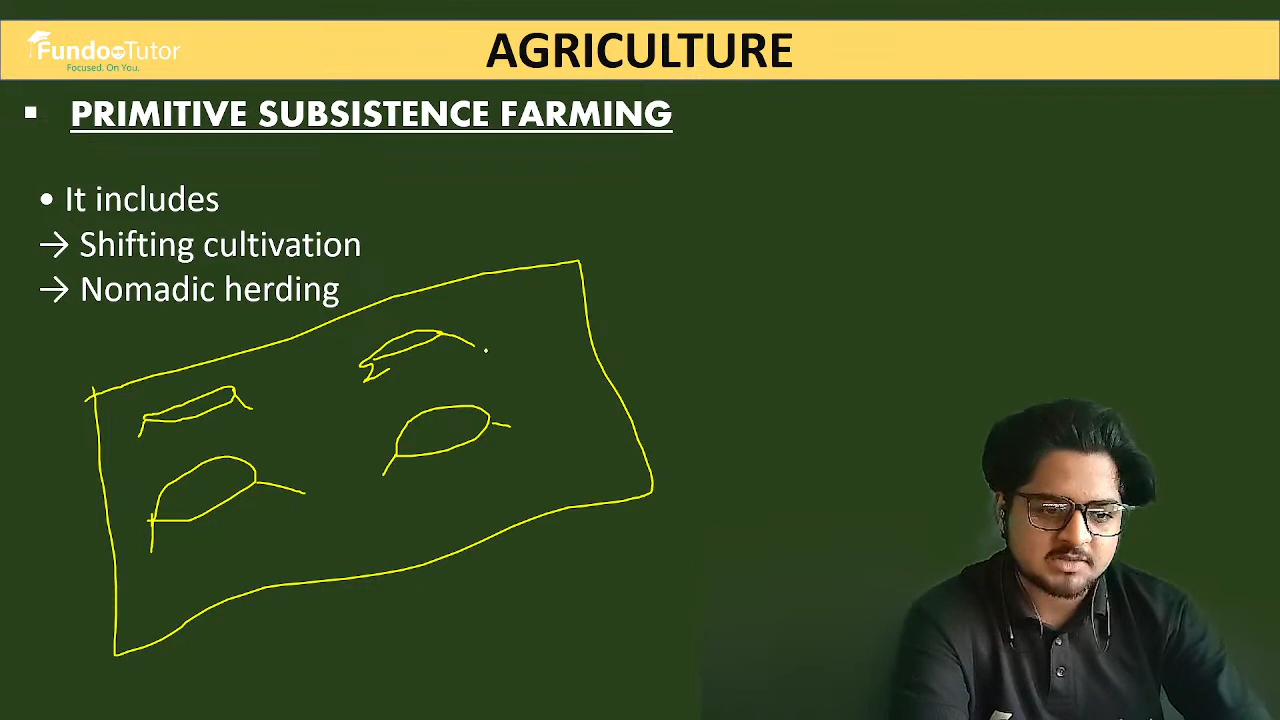 FundooTutor
Focused. On You.
AGRICULTURE
▪ PRIMITIVE SUBSISTENCE FARMING
• It includes
→ Shifting cultivation
→ Nomadic herding